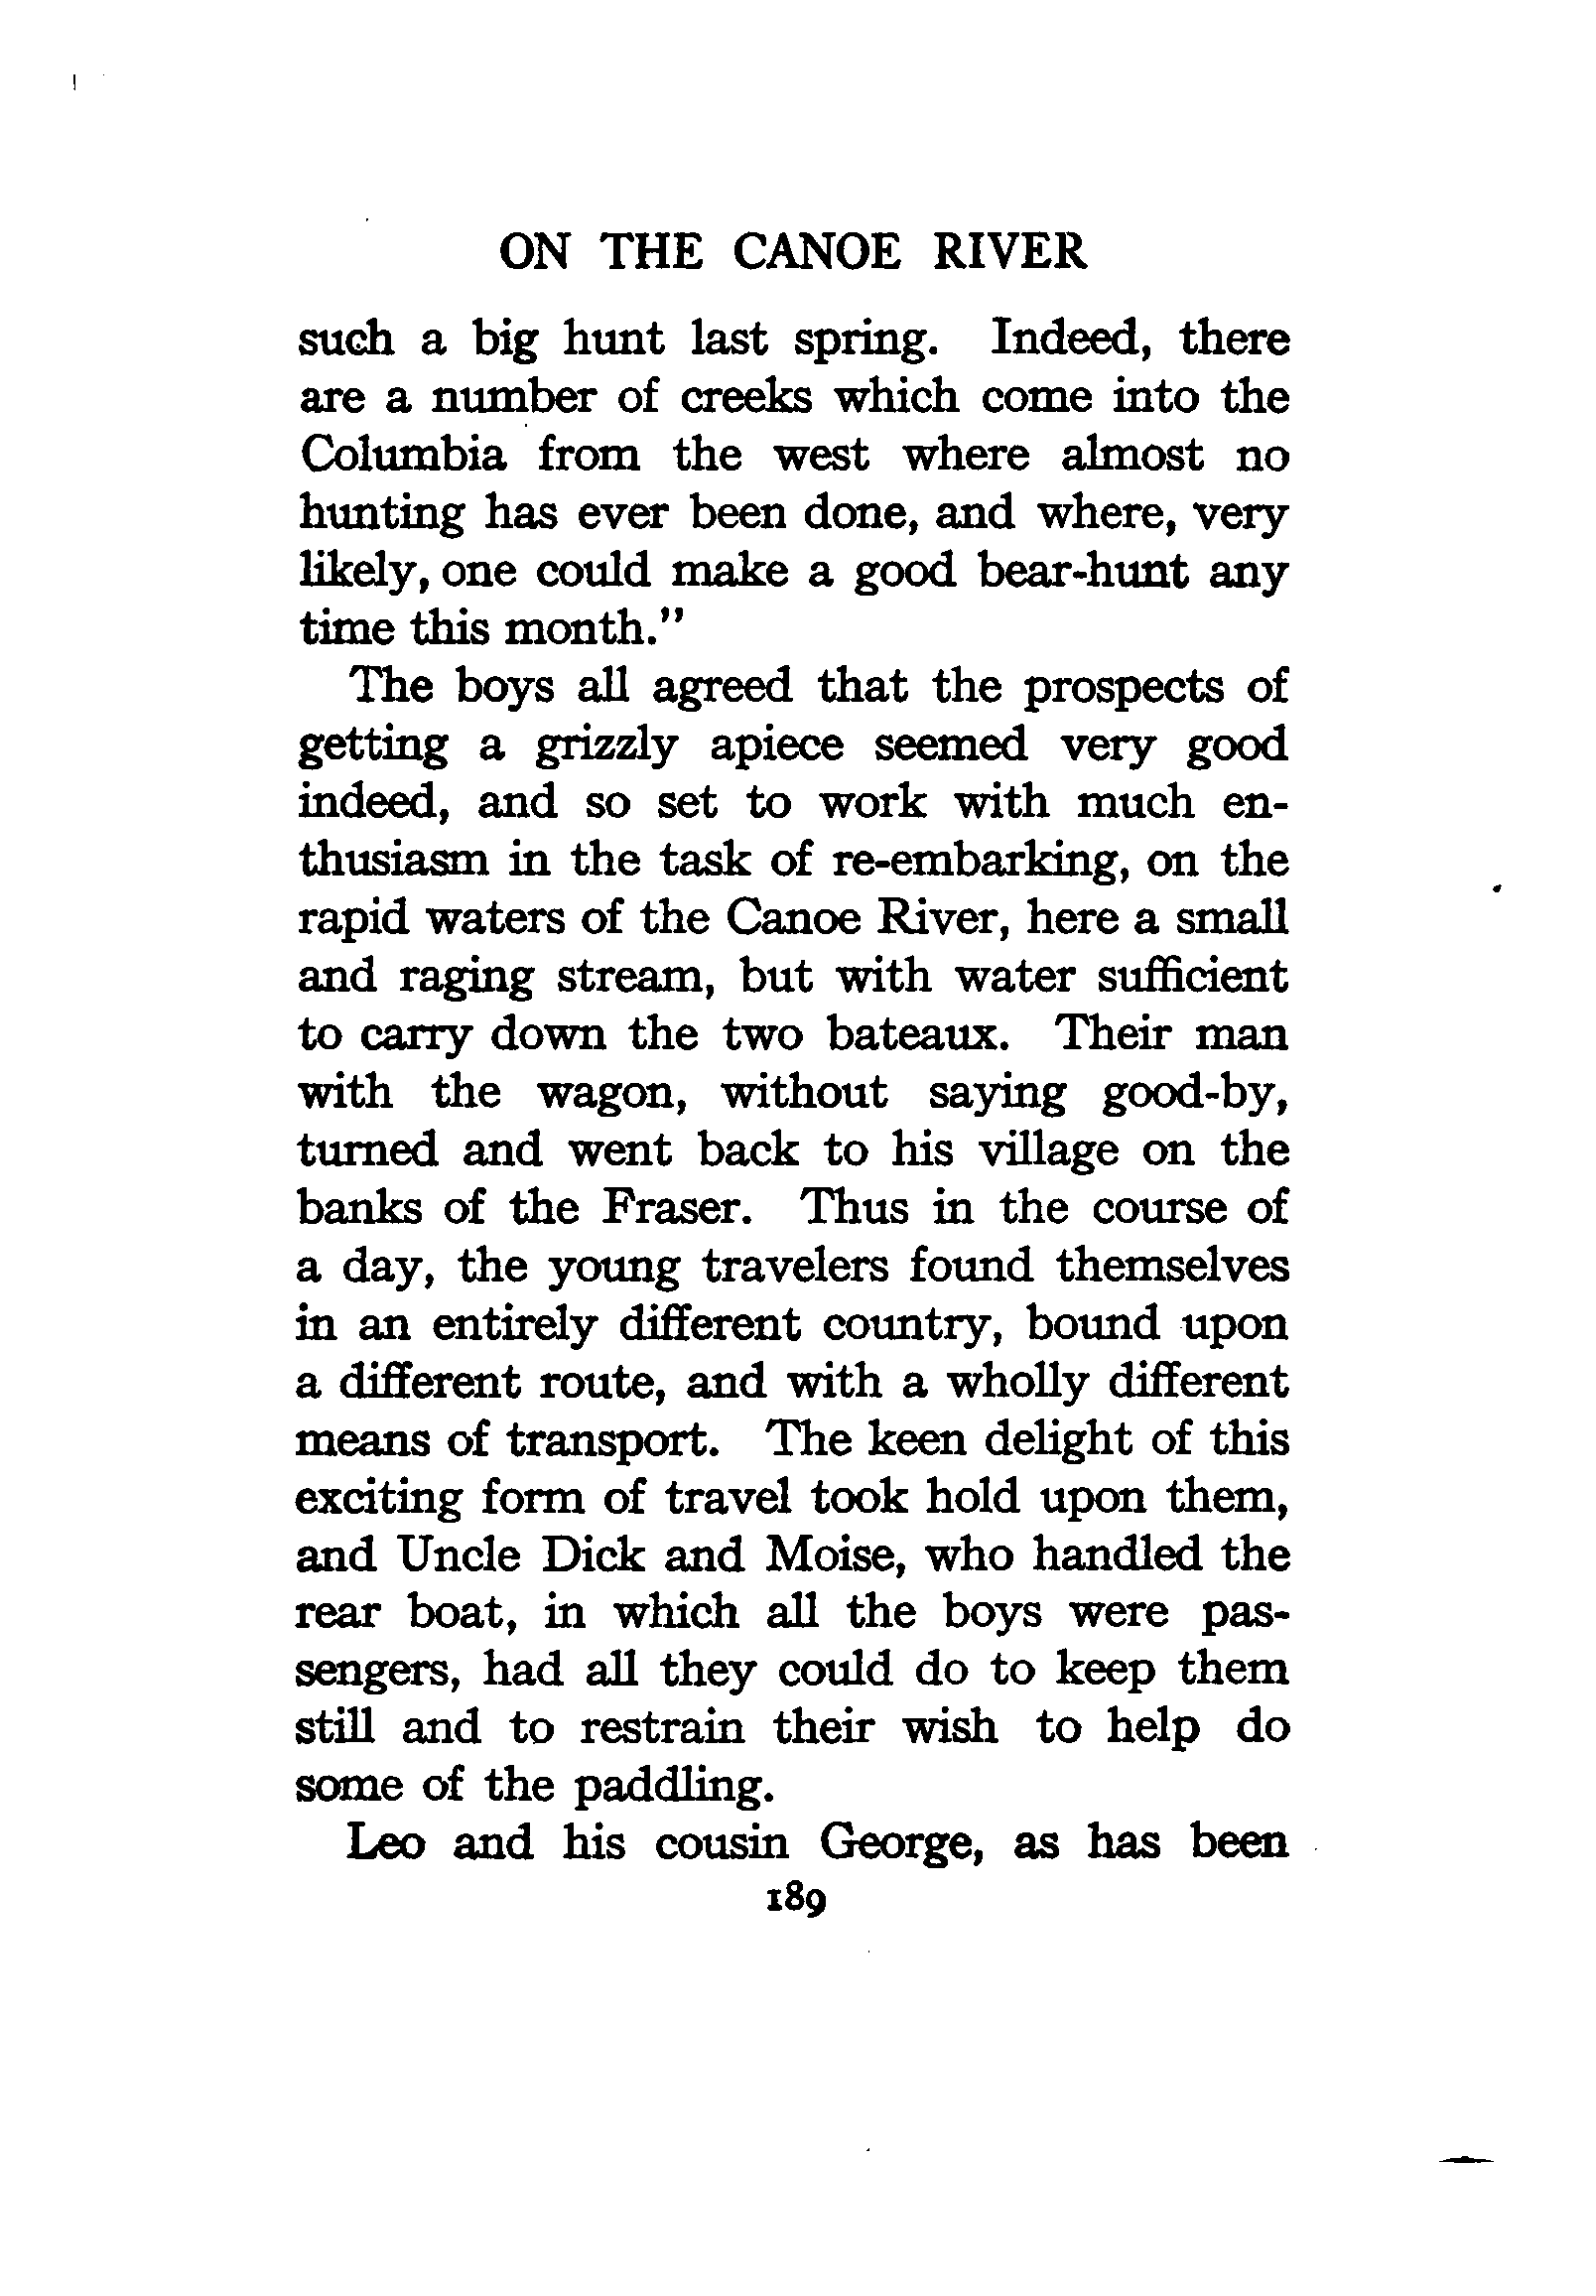 ON THE CANOE RIVER
such a big hunt last spring. Indeed, there
are a number of creeks which come into the
Columbia from the west where almost no
hunting has ever been done, and where, very
likely, one could make a good bear-hunt any
time this month."
The boys all agreed that the prospects of
getting a grizzly apiece seemed very good
indeed, and so set to work with much en-
thusiasm in the task of re-embarking, on the
rapid waters of the Canoe River, here a small
and raging stream, but with water sufficient
to carry down the two bateaux. Their man
with the wagon, without saying good-by,
turned and went back to his village on the
banks of the Fraser. Thus in the course of
a day, the young travelers found themselves
in an entirely different country, bound upon
a different route, and with a wholly different
means of transport. The keen delight of this
exciting form of travel took hold upon them,
and Uncle Dick and Moise, who handled the
rear boat, in which all the boys were pas-
sengers, had all they could do to keep them
still and to restrain their wish to help do
some of the paddling.
Leo and his cousin George, as has been
189